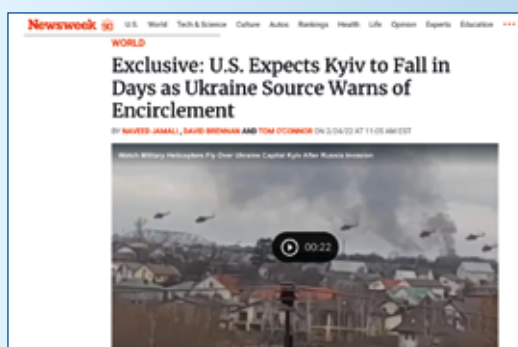 Newsweek 90 U.S. World Tech & Science Culture Autos Rankings Health Life Opinion Experts Education
WORLD
Exclusive: U.S. Expects Kyiv to Fall in
Days as Ukraine Source Warns of
Encirclement
BY NAVEED JAMALI, DAVID BRENNAN AND TOM O'CONNOR ON 2/24/22 AT 11:05 AM EST
Watch Military Helicopters Fly Over Ukraine Capital Kyiv After Russia Invasion
00:22